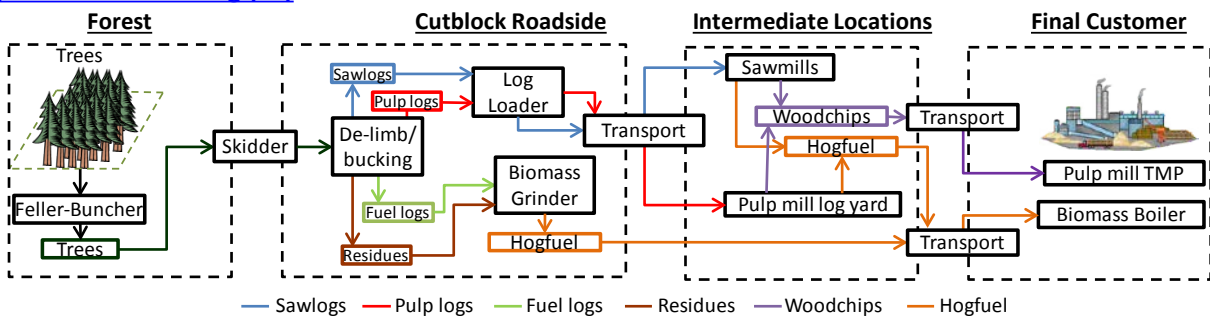 Forest
Cutblock Roadside
Intermediate Locations
Final Customer
Trees
Feller-Buncher
Trees
Skidder
Sawlogs
Pulp logs
De-limb/
bucking
Fuel logs
Residues
Log
Loader
Biomass
Grinder
Hogfuel
Transport
Sawmills
Woodchips
Hogfuel
Pulp mill log yard
Transport
Transport
Pulp mill TMP
Biomass Boiler
Sawlogs
Pulp logs
Fuel logs
Residues
Woodchips
Hogfuel